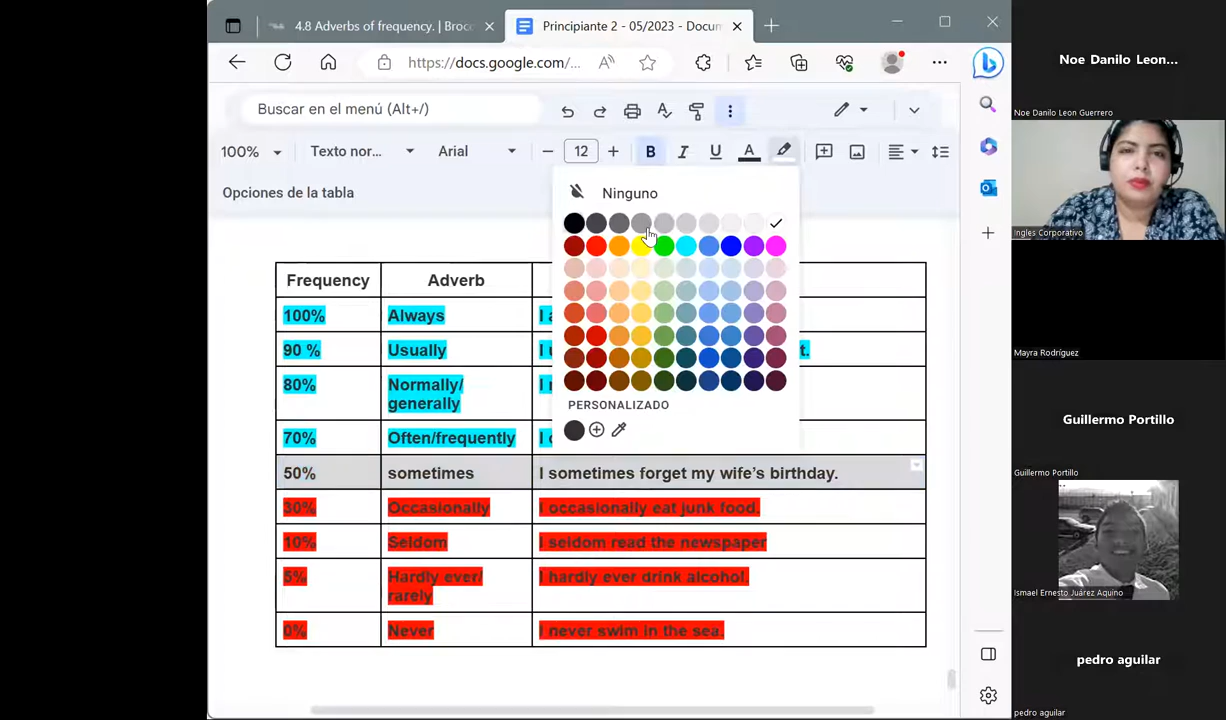 4.8 Adverbs of frequency. | Broc
Principiante 2 - 05/2023 - Docum
https://docs.google.com/...
Buscar en el menú (Alt+/)
100%
Texto nor...
Arial
12
B
I
U
A
Opciones de la tabla
Ninguno
PERSONALIZADO
Frequency Adverb
100% Always I a
90 % Usually I u t.
80% Normally/
generally
70% Often/frequently
50% sometimes I sometimes forget my wife's birthday.
30% Occasionally I occasionally eat junk food.
10% Seldom I seldom read the newspaper
5% Hardly ever/ I hardly ever drink alcohol.
rarely
0% Never I never swim in the sea.
Noe Danilo Leon...
Noe Danilo Leon Guerrero
Ingles Corporativo
Mayra Rodríguez
Guillermo Portillo
Guillermo Portillo
Ismael Ernesto Juárez Aquino
pedro aguilar
pedro aguilar